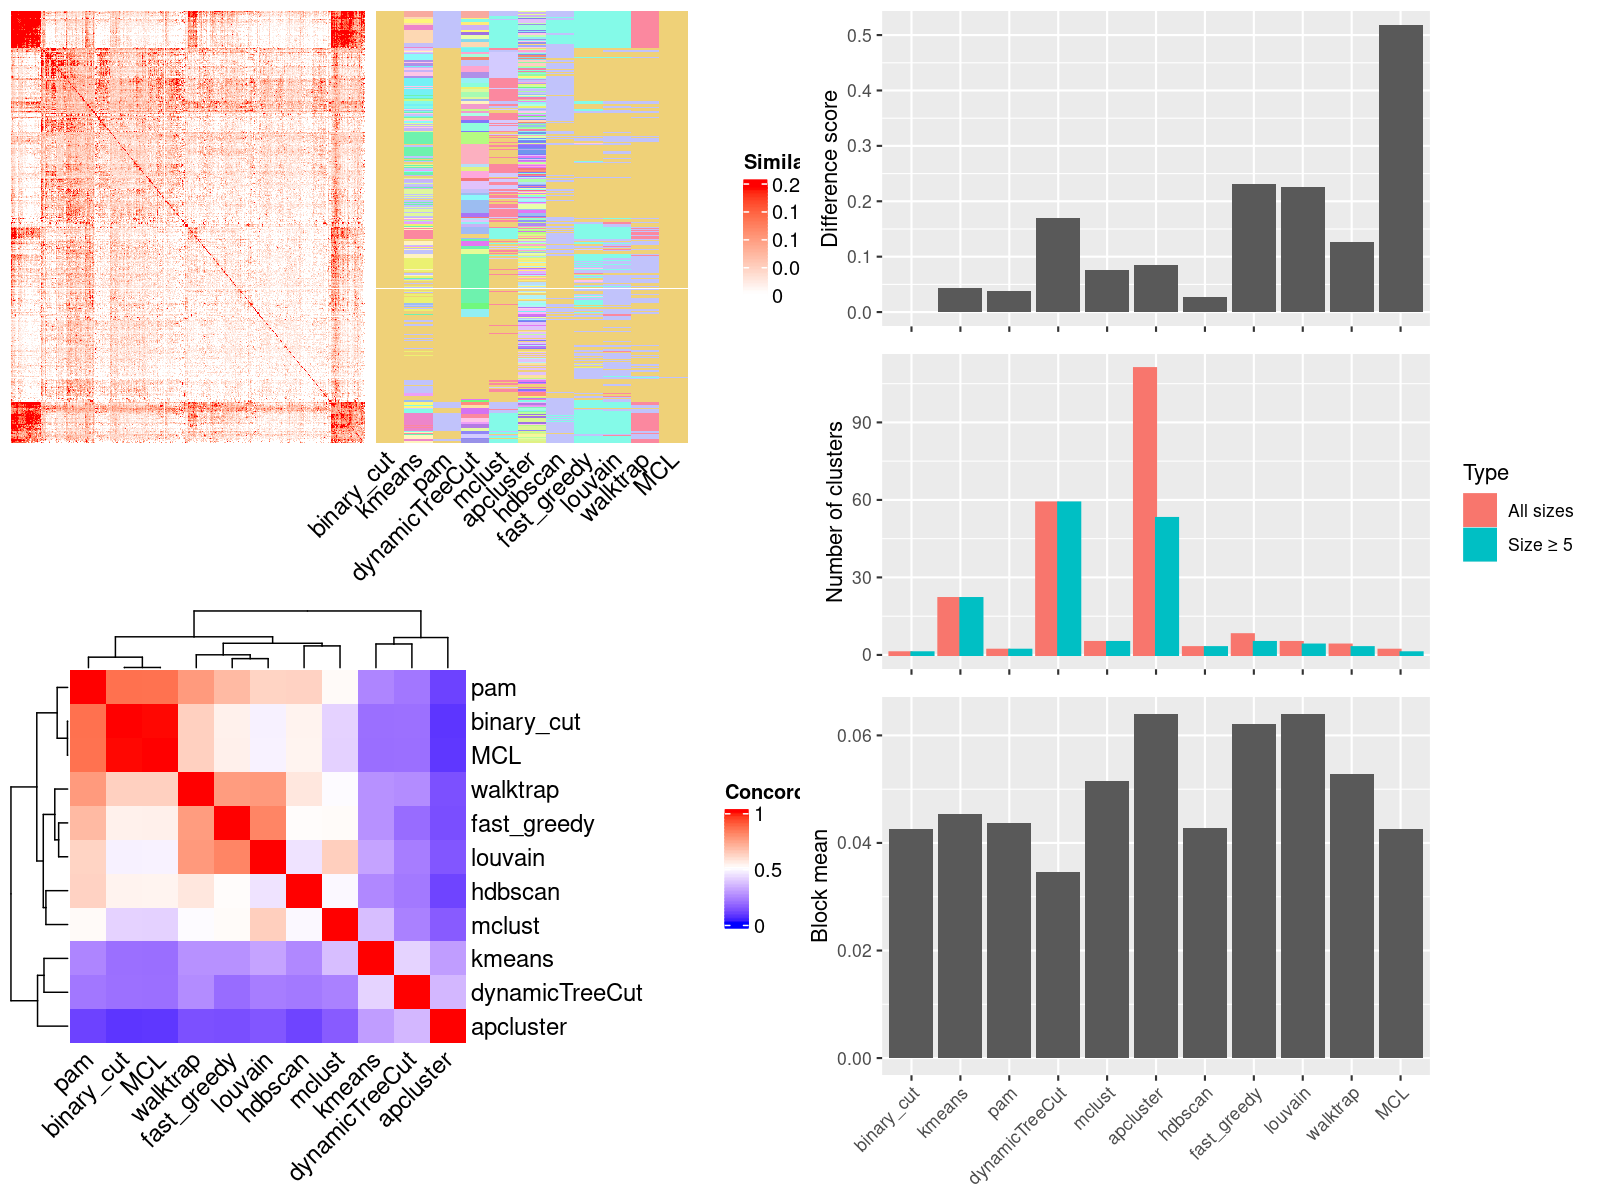 Simila
0.2
0.1
0.1
0.0
0
binary_cut
kmeans
pam
dynamicTreeCut
mclust
apcluster
hdbscan
fast_greedy
louvain
walktrap
MCL
pam
binary_cut
MCL
walktrap
fast_greedy
louvain
hdbscan
mclust
kmeans
dynamicTreeCut
apcluster
pam
binary_cut
MCL
walktrap
fast_greedy
louvain
hdbscan
mclust
kmeans
dynamicTreeCut
apcluster
Concord
1
0.5
0
Difference score
0.5
0.4
0.3
0.2
0.1
0.0
Number of clusters
90
60
30
0
Type
All sizes
Size ≥ 5
Block mean
0.06
0.04
0.02
0.00
binary_cut
kmeans
pam
dynamicTreeCut
mclust
apcluster
hdbscan
fast_greedy
louvain
walktrap
MCL